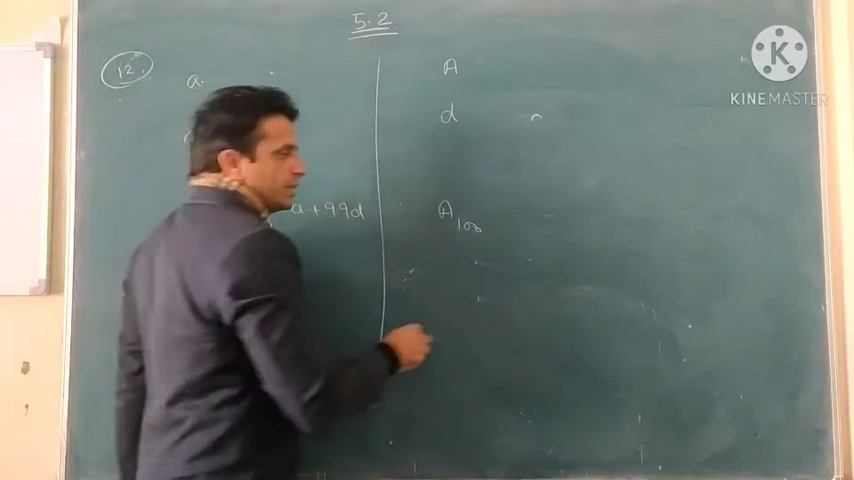 5.2
12.
a.
A
d
a+99d
A100
K
KINEMASTER